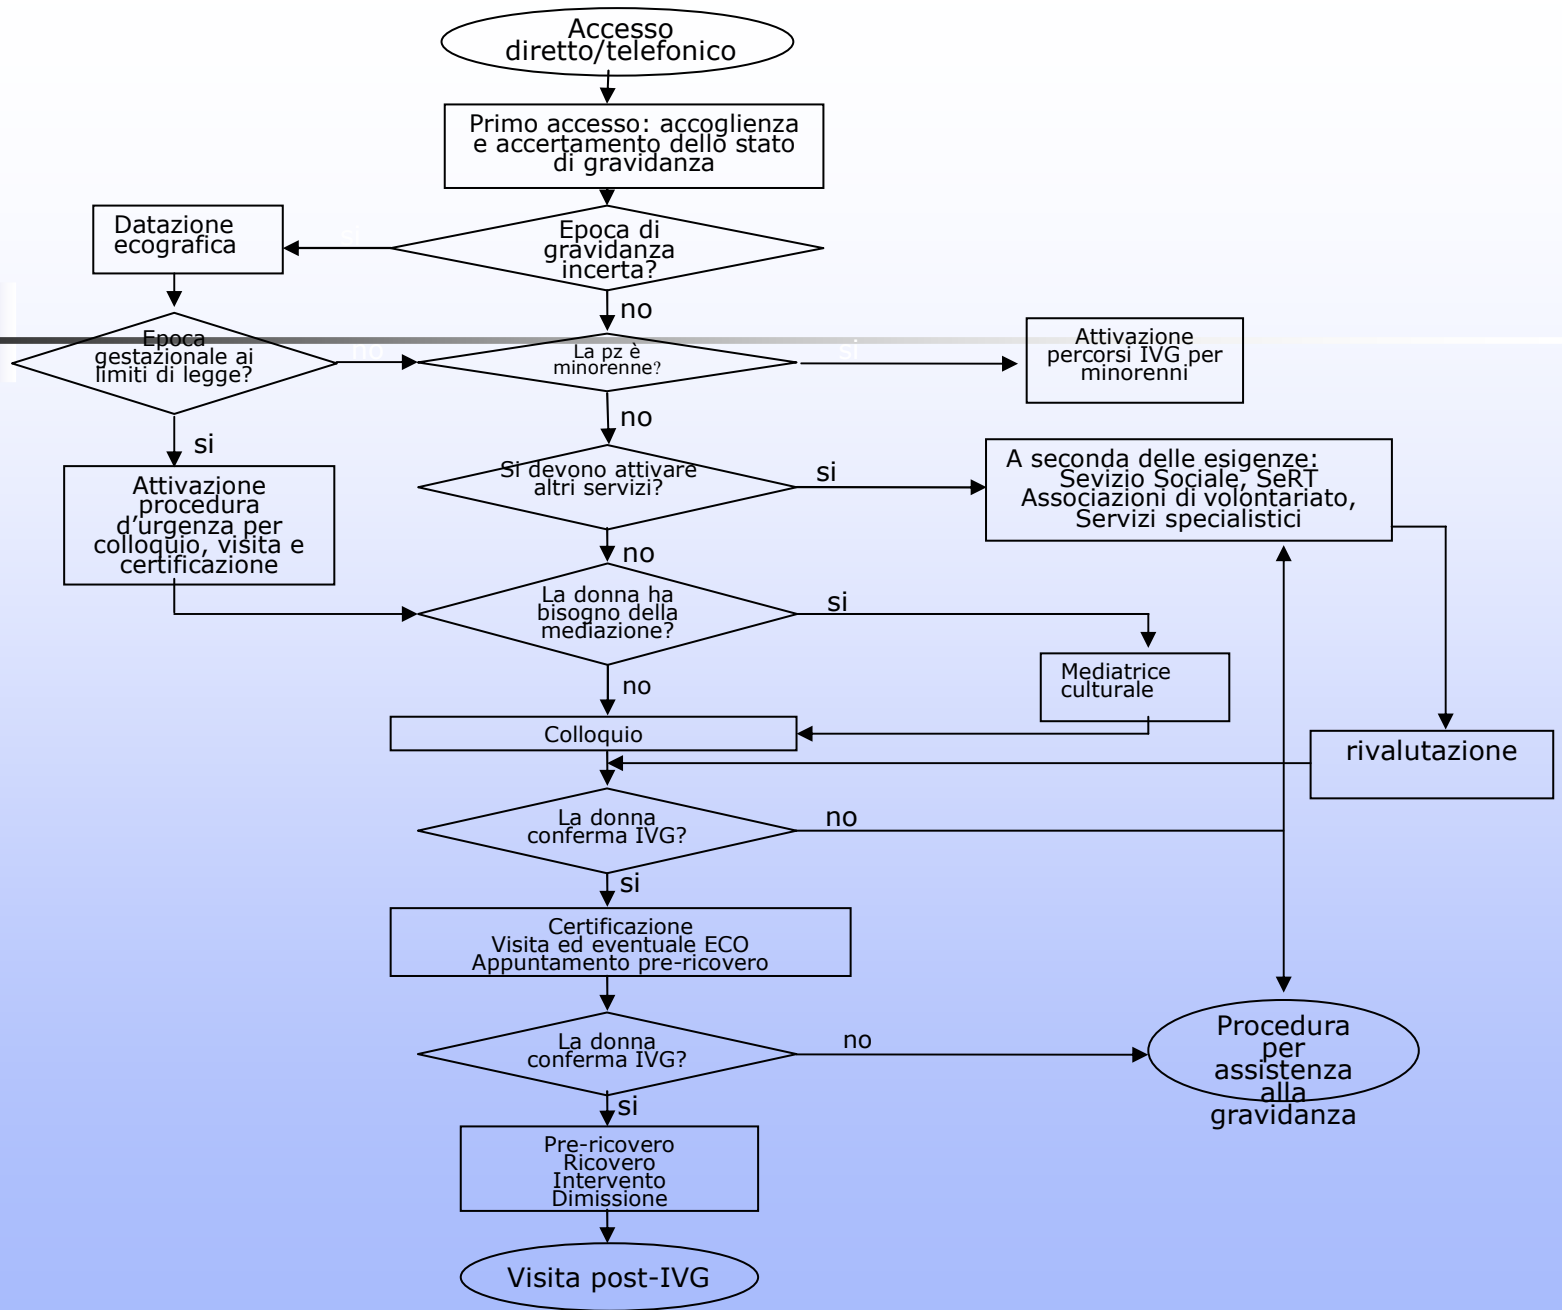 Accesso
diretto/telefonico
Primo accesso: accoglienza
e accertamento dello stato
di gravidanza
Datazione
ecografica
si
Epoca di
gravidanza
incerta?
no
Epoca
gestazionale ai
limiti di legge?
no
La pz è
minorenne?
si
Attivazione
percorsi IVG per
minorenni
no
si
Si devono attivare
altri servizi?
si
A seconda delle esigenze:
Sevizio Sociale, SeRT
Associazioni di volontariato,
Servizi specialistici
Attivazione
procedura
d’urgenza per
colloquio, visita e
certificazione
no
La donna ha
bisogno della
mediazione?
si
Mediatrice
culturale
no
Colloquio
rivalutazione
La donna
conferma IVG?
no
si
Certificazione
Visita ed eventuale ECO
Appuntamento pre-ricovero
La donna
conferma IVG?
no
Procedura
per
assistenza
alla
gravidanza
si
Pre-ricovero
Ricovero
Intervento
Dimissione
Visita post-IVG